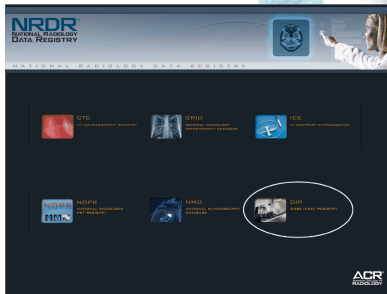 NRDR
NATIONAL RADIOLOGY
DATA REGISTRY
NATIONAL RADIOLOGY DATA REGISTRY
CTC
CT COLONOGRAPHY REGISTRY
GRID
GENERAL RADIOLOGY
IMPROVEMENT DATABASE
ICE
IV CONTRAST EXTRAVASATION
NOPR
NATIONAL ONCOLOGIC
PET REGISTRY
NMD
NATIONAL MAMMOGRAPHY
DATABASE
DIR
DOSE INDEX REGISTRY
ACR
RADIOLOGY